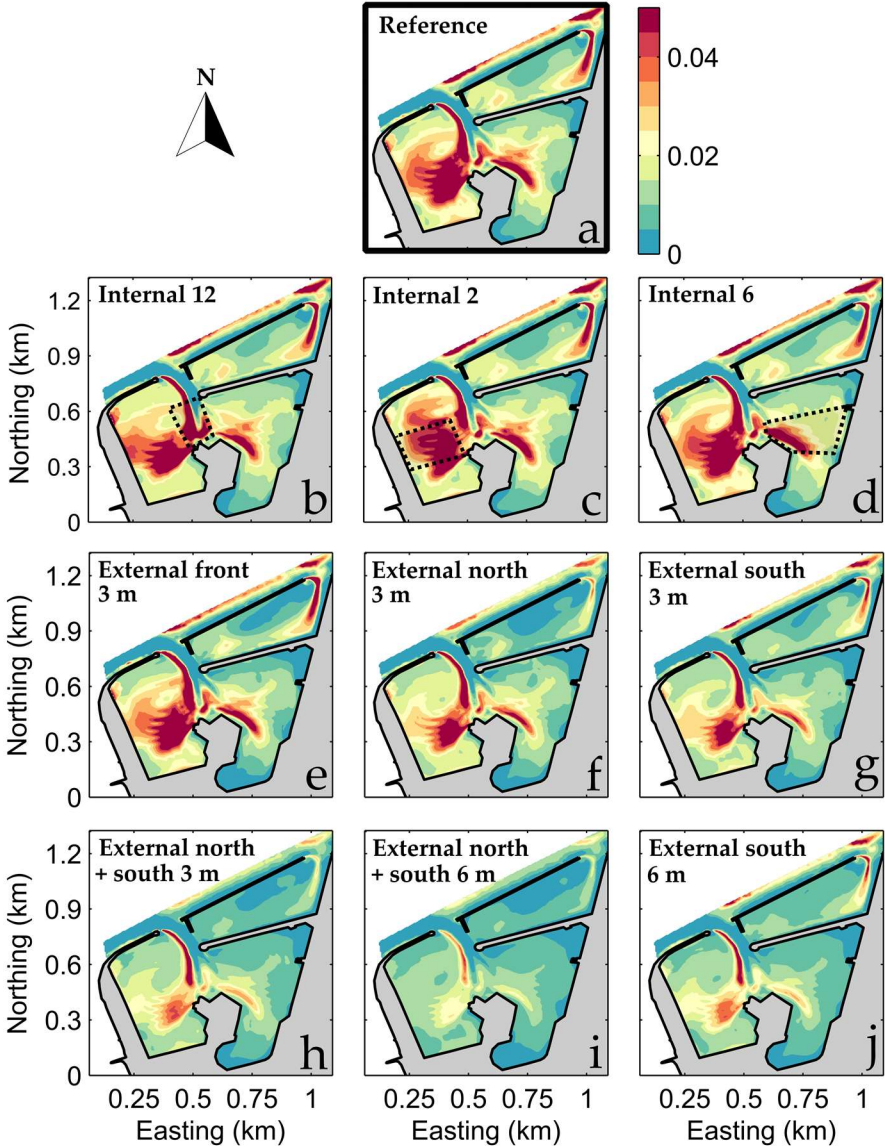 Reference
N
0.04
0.02
0
a
Internal 12
Internal 2
Internal 6
1.2
0.9
0.6
0.3
0
Northing (km)
b
c
d
External front
3 m
External north
3 m
External south
3 m
1.2
0.9
0.6
0.3
0
Northing (km)
e
f
g
External north
+ south 3 m
External north
+ south 6 m
External south
6 m
1.2
0.9
0.6
0.3
0
Northing (km)
h
i
j
0.25 0.5 0.75 1
0.25 0.5 0.75 1
0.25 0.5 0.75 1
Easting (km)
Easting (km)
Easting (km)